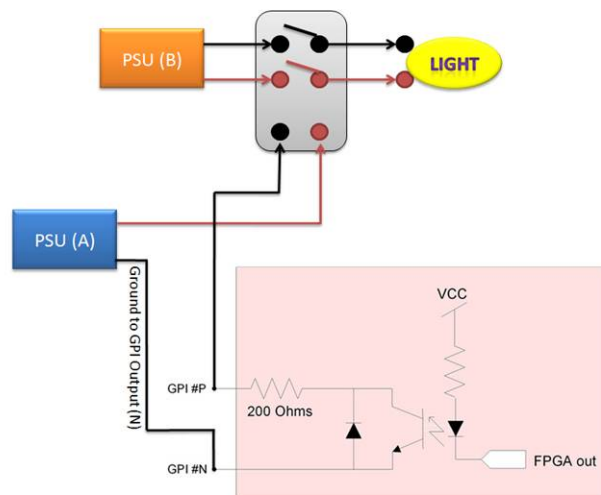 PSU (B)
LIGHT
PSU (A)
Ground to GPI Output (N)
VCC
GPI #P
200 Ohms
GPI #N
FPGA out